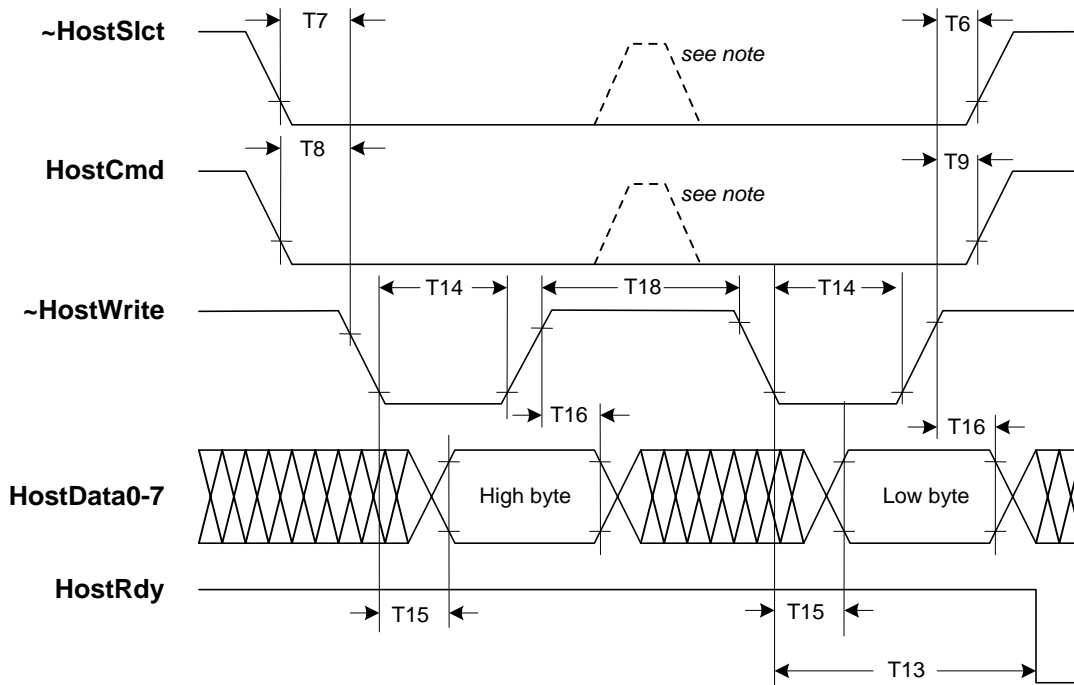 ~HostSlct
T7
see note
T6
HostCmd
T8
see note
T9
~HostWrite
T14
T18
T14
T16
T16
HostData0-7
High byte
Low byte
HostRdy
T15
T15
T13